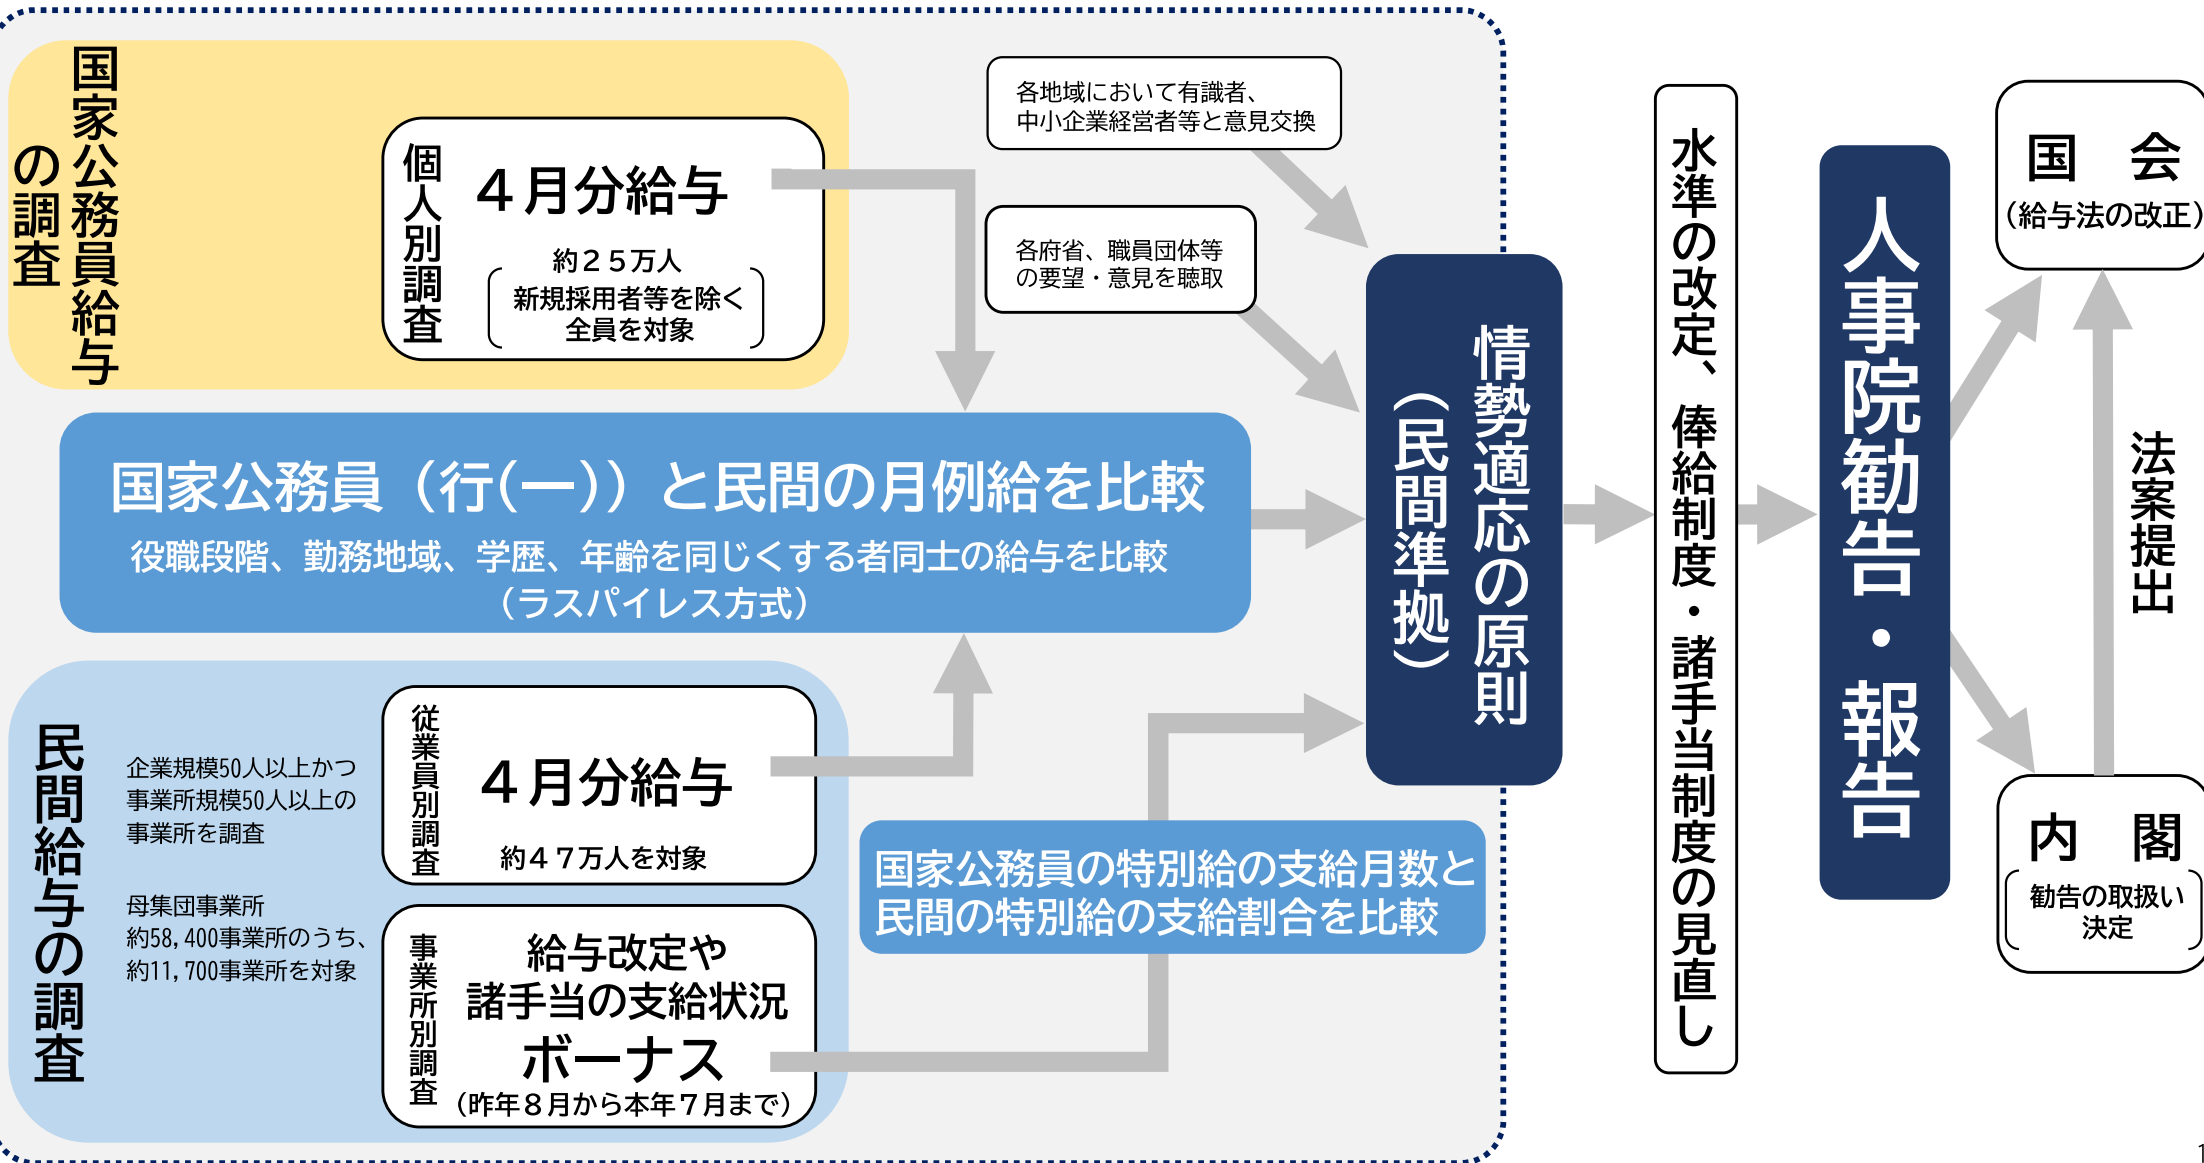 国家公務員給与
の調査
個人別調査
４月分給与
約２５万人
新規採用者等を除く
全員を対象
各地域において有識者、
中小企業経営者等と意見交換
各府省、職員団体等
の要望・意見を聴取
国家公務員（行(一)）と民間の月例給を比較
役職段階、勤務地域、学歴、年齢を同じくする者同士の給与を比較
（ラスパイレス方式）
民間給与の調査
企業規模50人以上かつ
事業所規模50人以上の
事業所を調査
母集団事業所
約58,400事業所のうち、
約11,700事業所を対象
従業員別調査
４月分給与
約４７万人を対象
事業所別調査
給与改定や
諸手当の支給状況
ボーナス
（昨年８月から本年７月まで）
国家公務員の特別給の支給月数と
民間の特別給の支給割合を比較
情勢適応の原則
（民間準拠）
水準の改定、俸給制度・諸手当制度の見直し
人事院勧告・報告
国　会
（給与法の改正）
法案提出
内　閣
勧告の取扱い
決定
1